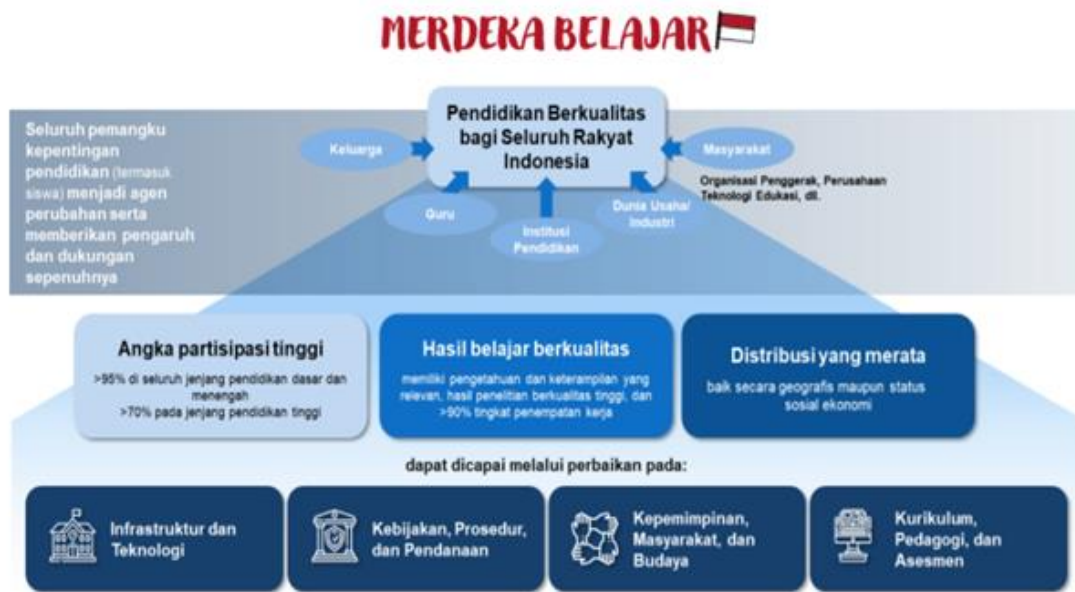 MERDEKA BELAJAR
Pendidikan Berkualitas
bagi Seluruh Rakyat
Indonesia
Seluruh pemangku
kepentingan
pendidikan (termasuk
siswa) menjadi agen
perubahan serta
memberikan pengaruh
dan dukungan
sepenuhnya
Keluarga
Guru
Institusi
Pendidikan
Dunia Usaha/
Industri
Masyarakat
Organisasi Penggerak, Perusahaan
Teknologi Edukasi, dll.
Angka partisipasi tinggi
>95% di seluruh jenjang pendidikan dasar dan
menengah
>70% pada jenjang pendidikan tinggi
Hasil belajar berkualitas
memiliki pengetahuan dan keterampilan yang
relevan, hasil penelitian berkualitas tinggi, dan
>90% tingkat penempatan kerja
Distribusi yang merata
baik secara geografis maupun status
sosial ekonomi
dapat dicapai melalui perbaikan pada:
Infrastruktur dan
Teknologi
Kebijakan, Prosedur,
dan Pendanaan
Kepemimpinan,
Masyarakat, dan
Budaya
Kurikulum,
Pedagogi, dan
Asesmen